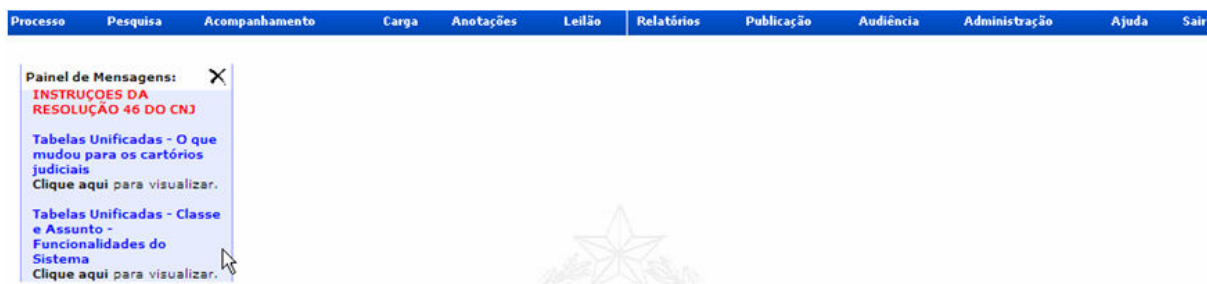 Processo Pesquisa Acompanhamento Carga Anotações Leilão Relatórios Publicação Audiência Administração Ajuda Sair
Painel de Mensagens:
INSTRUÇOES DA
RESOLUÇÃO 46 DO CNJ
Tabelas Unificadas - O que
mudou para os cartórios
judiciais
Clique aqui para visualizar.
Tabelas Unificadas - Classe
e Assunto -
Funcionalidades do
Sistema
Clique aqui para visualizar.